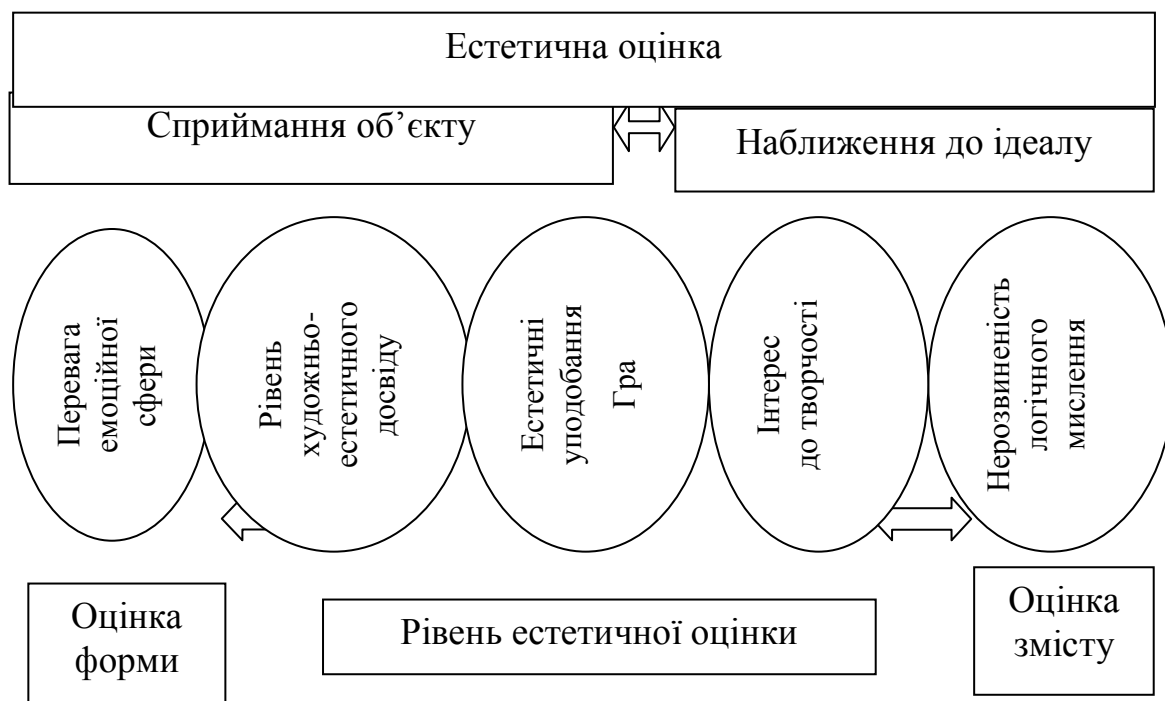 Естетична оцінка
Сприймання об’єкту
Наближення до ідеалу
Перевага
емоційної
сфери
Рівень
художньо-
естетичного
досвіду
Естетичні
уподобання
Гра
Інтерес
до творчості
Нерозвиненість
логічного
мислення
Оцінка
форми
Рівень естетичної оцінки
Оцінка
змісту